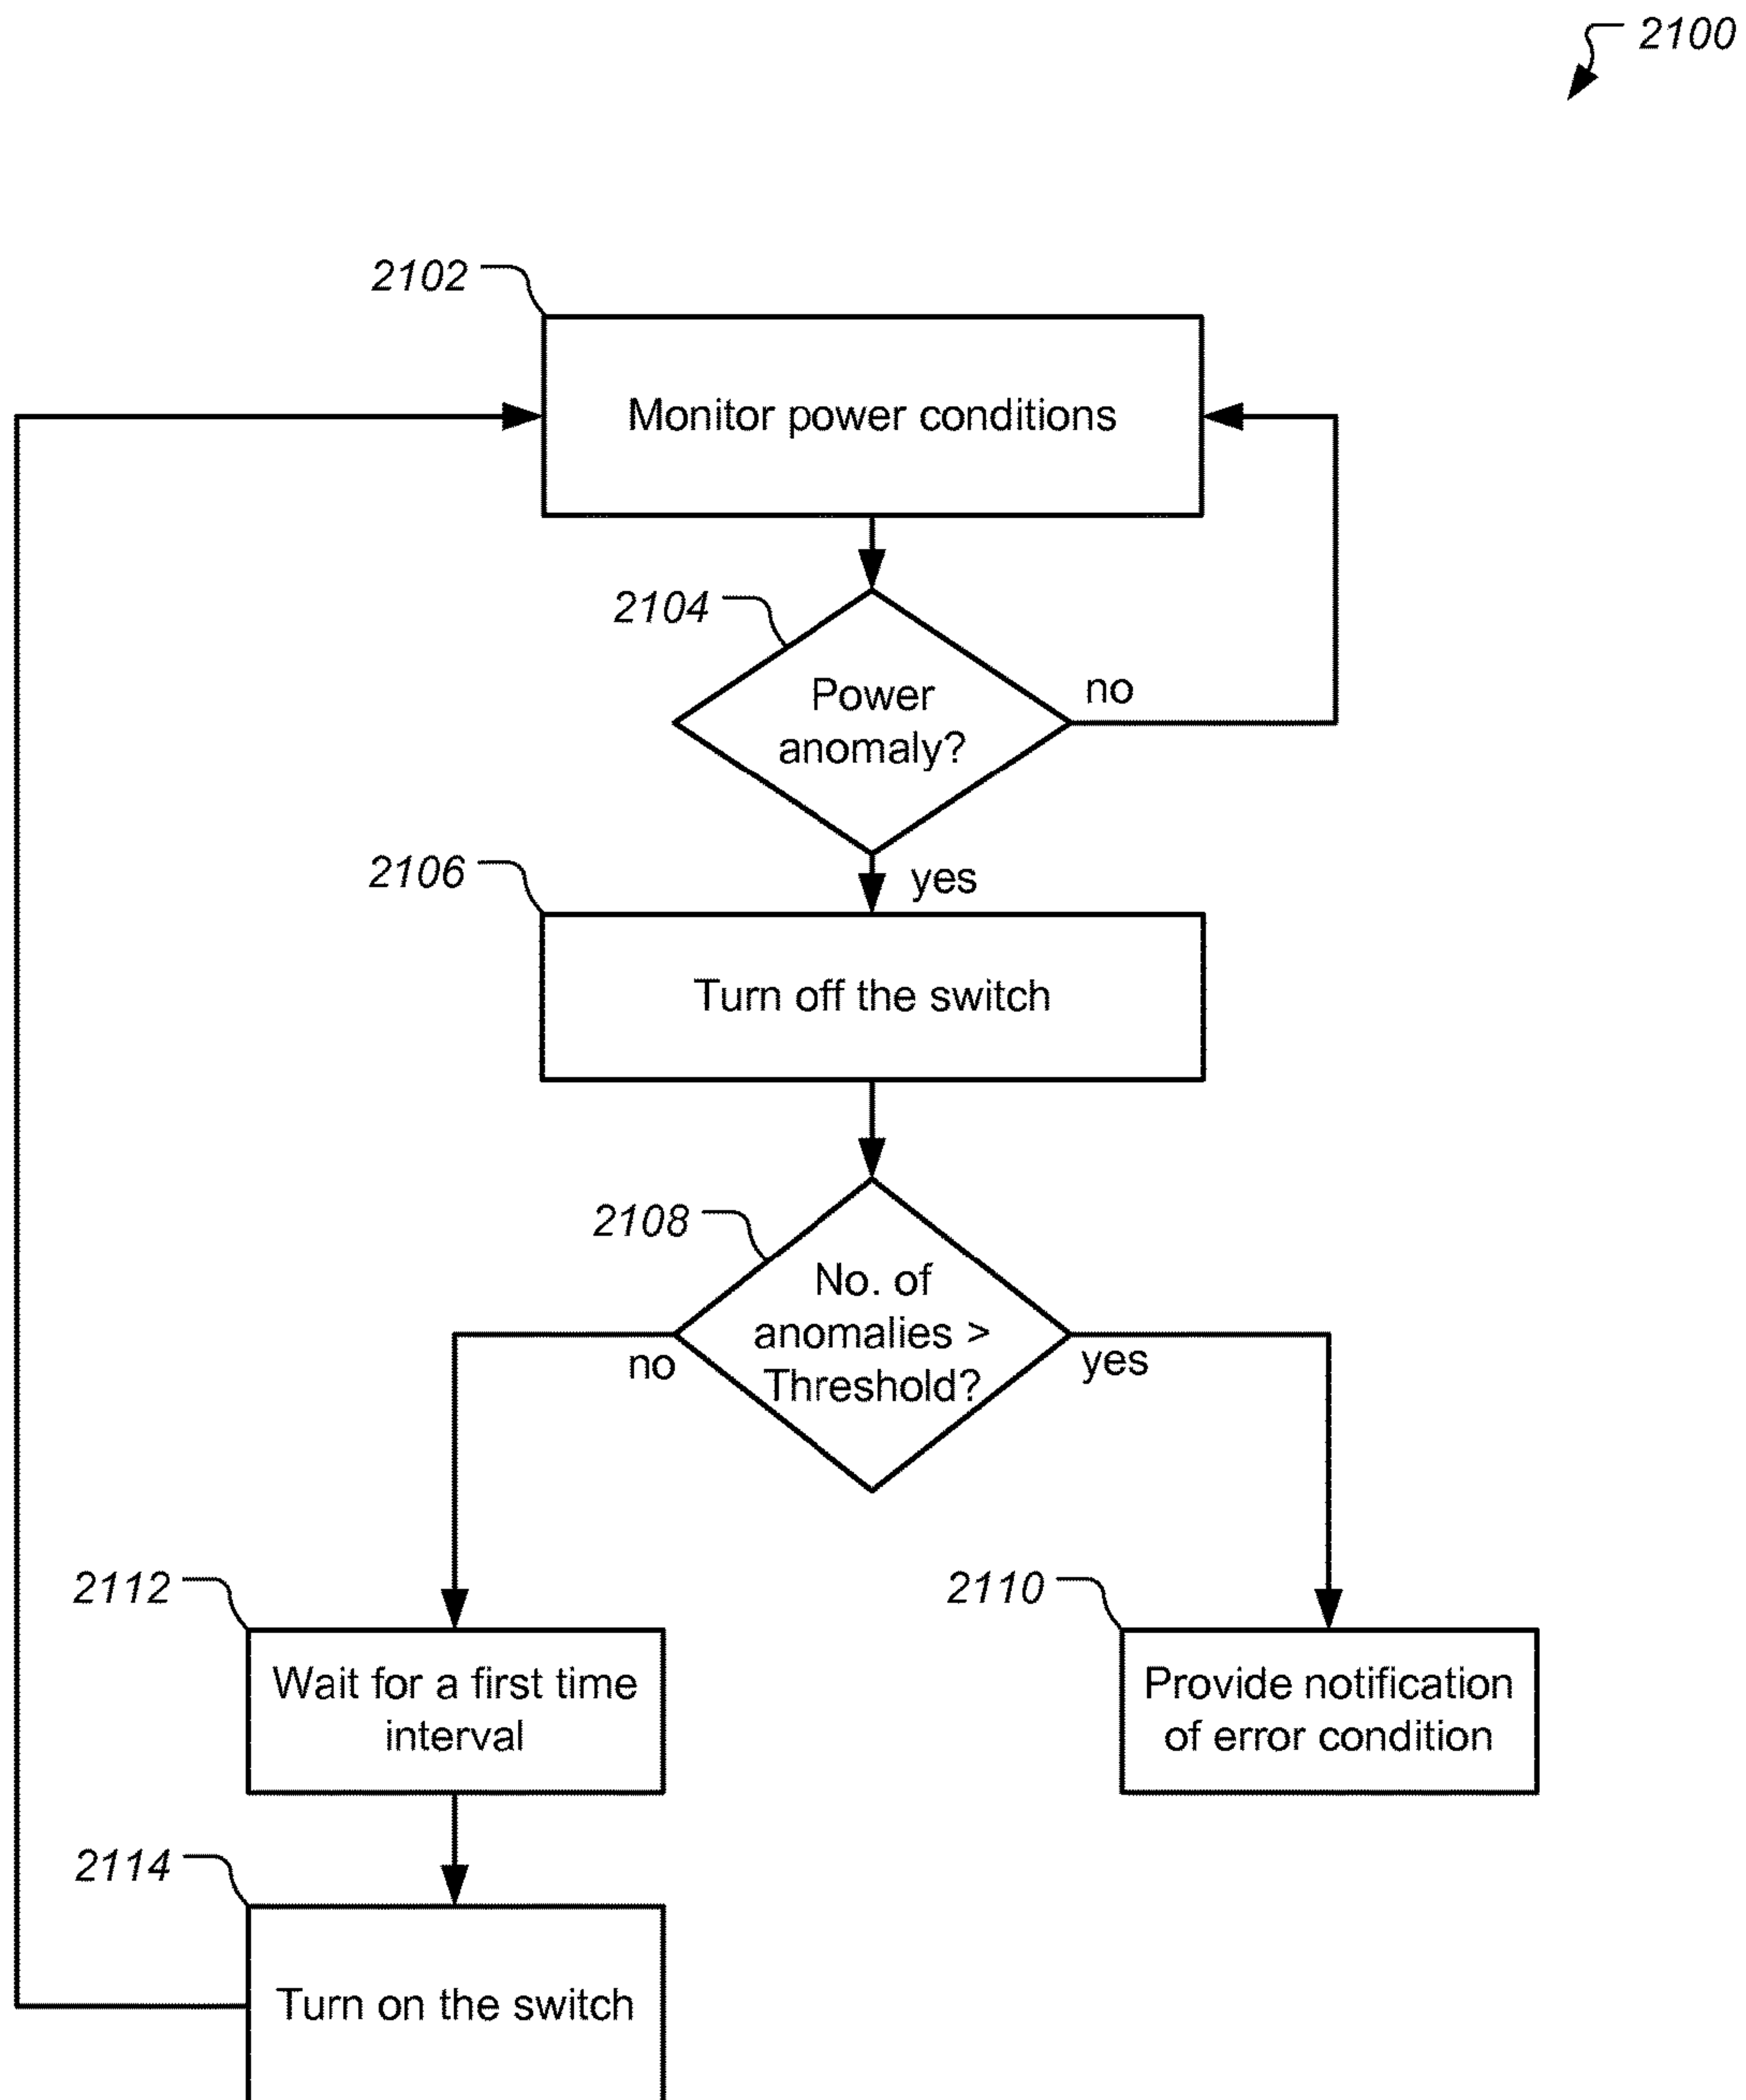 2100
2102
Monitor power conditions
2104
Power
anomaly?
no
yes
2106
Turn off the switch
2108
No. of
anomalies >
Threshold?
no
yes
2112
Wait for a first time
interval
2110
Provide notification
of error condition
2114
Turn on the switch